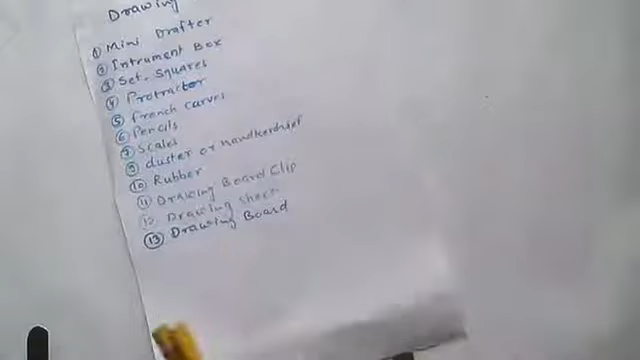 Drawing
① Mini Drafter
② Intrument Box
③ Set-Squares
④ Protractor
⑤ French curves
⑥ Pencils
⑦ Scales
⑧ duster or handkerchief
⑩ Rubber
⑪ Drawing Board Clip
⑫ Drawing sheet
⑬ Drawing Board